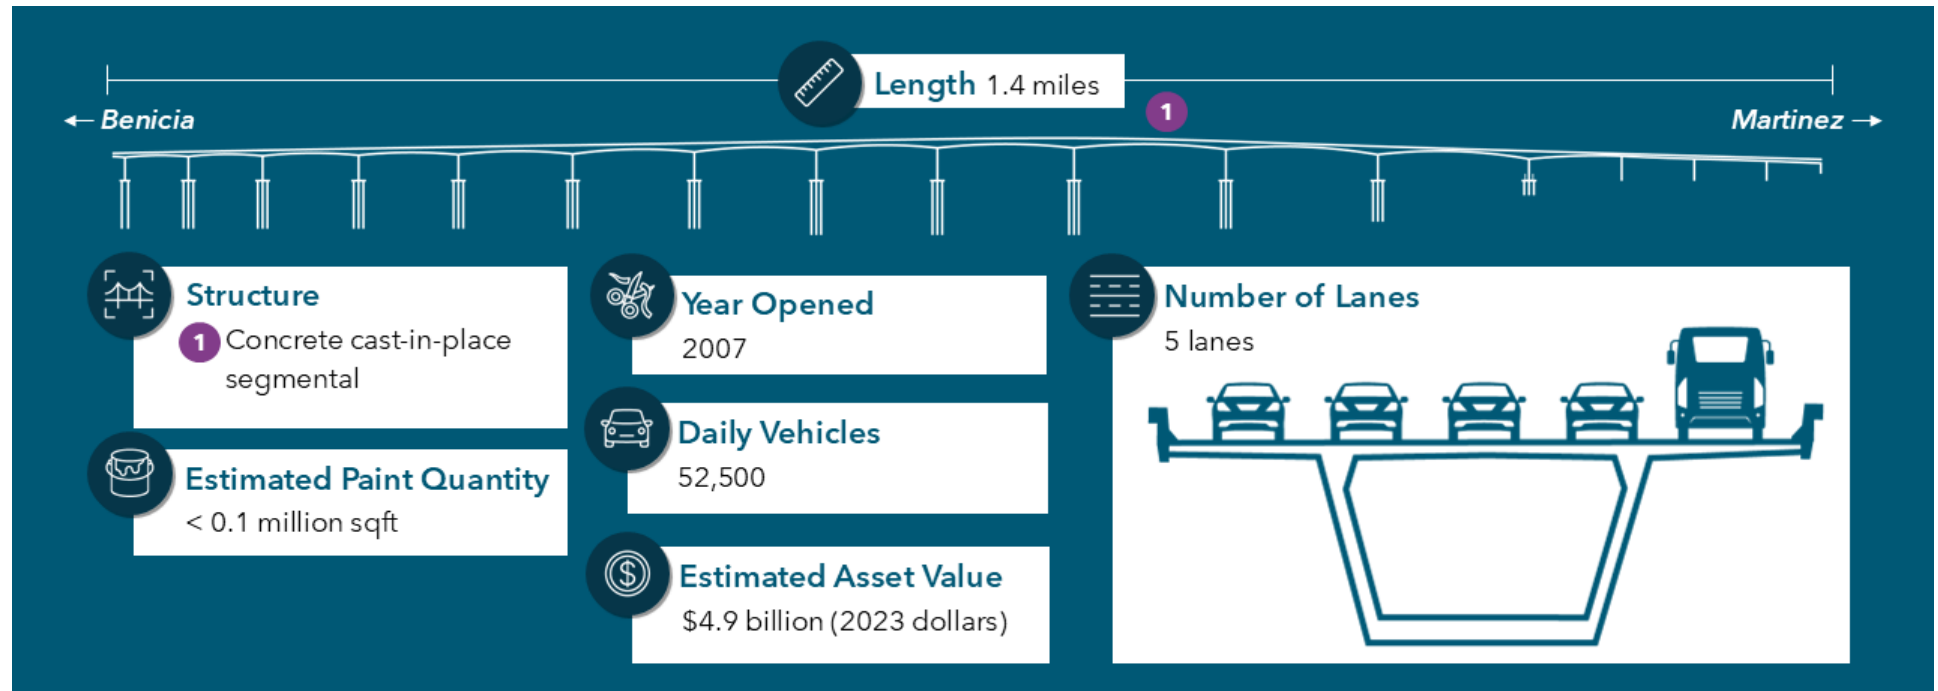 Length 1.4 miles
1
← Benicia
Martinez →
Structure
1 Concrete cast-in-place
segmental
Estimated Paint Quantity
< 0.1 million sqft
Year Opened
2007
Daily Vehicles
52,500
$
Estimated Asset Value
$4.9 billion (2023 dollars)
Number of Lanes
5 lanes